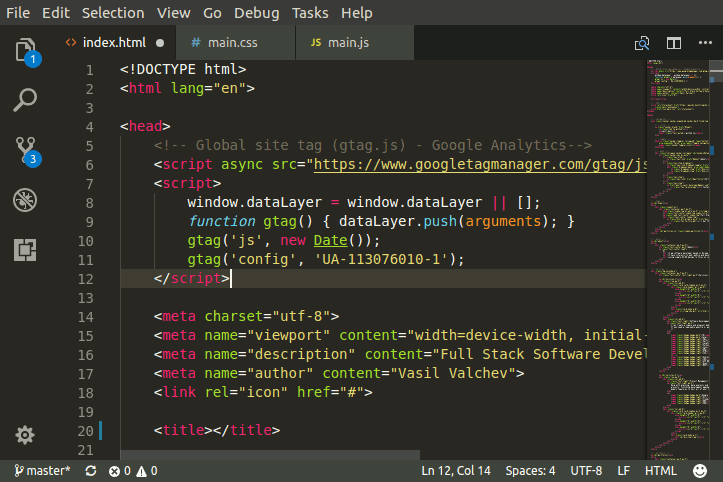 File Edit Selection View Go Debug Tasks Help
<> index.html # main.css JS main.js
1 <!DOCTYPE html>
2 <html lang="en">
3
4 <head>
5 <!-- Global site tag (gtag.js) - Google Analytics-->
6 <script async src="https://www.googletagmanager.com/gtag/js
7 <script>
8 window.dataLayer = window.dataLayer || [];
9 function gtag() { dataLayer.push(arguments); }
10 gtag('js', new Date());
11 gtag('config', 'UA-113076010-1');
12 </script>
13
14 <meta charset="utf-8">
15 <meta name="viewport" content="width=device-width, initial-
16 <meta name="description" content="Full Stack Software Devel
17 <meta name="author" content="Vasil Valchev">
18 <link rel="icon" href="#">
19
20 <title></title>
21
1
3
master* 0 0 Ln 12, Col 14 Spaces: 4 UTF-8 LF HTML